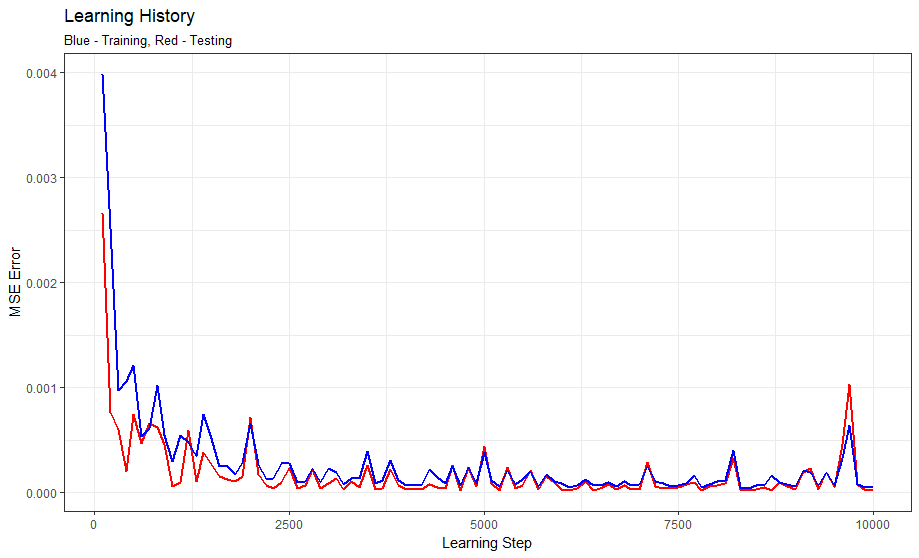 Learning History
Blue - Training, Red - Testing
0.004
0.003
0.002
0.001
0.000
MSE Error
0 2500 5000 7500 10000
Learning Step